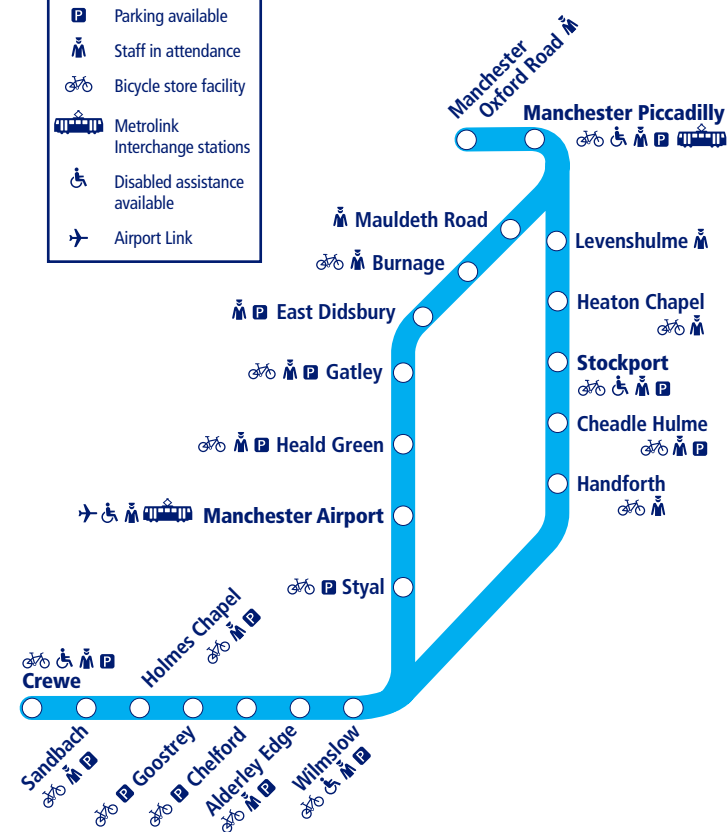 Parking available
Staff in attendance
Bicycle store facility
Metrolink
Interchange stations
Disabled assistance
available
Airport Link
Manchester
Oxford Road
Manchester Piccadilly
P
Mauldeth Road
Levenshulme
Burnage
Heaton Chapel
P East Didsbury
Stockport
P
P Gatley
Cheadle Hulme
P
P Heald Green
Handforth
Manchester Airport
P Styal
Holmes Chapel
P
P
Crewe
Sandbach
P
P Goostrey
P Chelford
Alderley Edge
P
Wilmslow
P